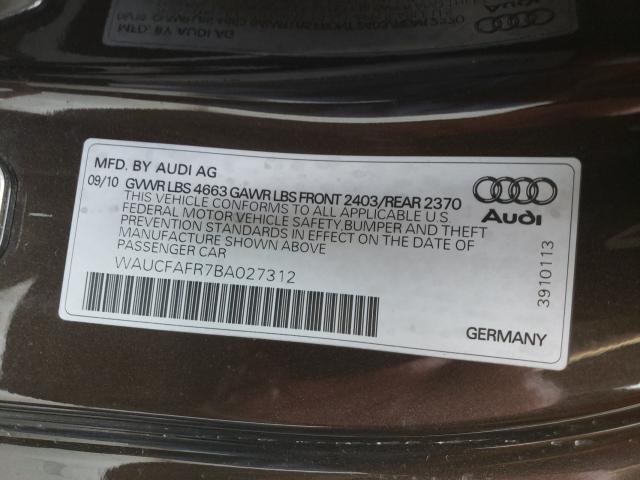 MFD. BY AUDI AG
09/10 GVWR LBS 4663 GAWR LBS FRONT 2403/REAR 2370
THIS VEHICLE CONFORMS TO ALL APPLICABLE U.S.
FEDERAL MOTOR VEHICLE SAFETY, BUMPER AND THEFT
PREVENTION STANDARDS IN EFFECT ON THE DATE OF
MANUFACTURE SHOWN ABOVE
PASSENGER CAR
WAUCFAFR7BA027312
Audi
3910113
GERMANY